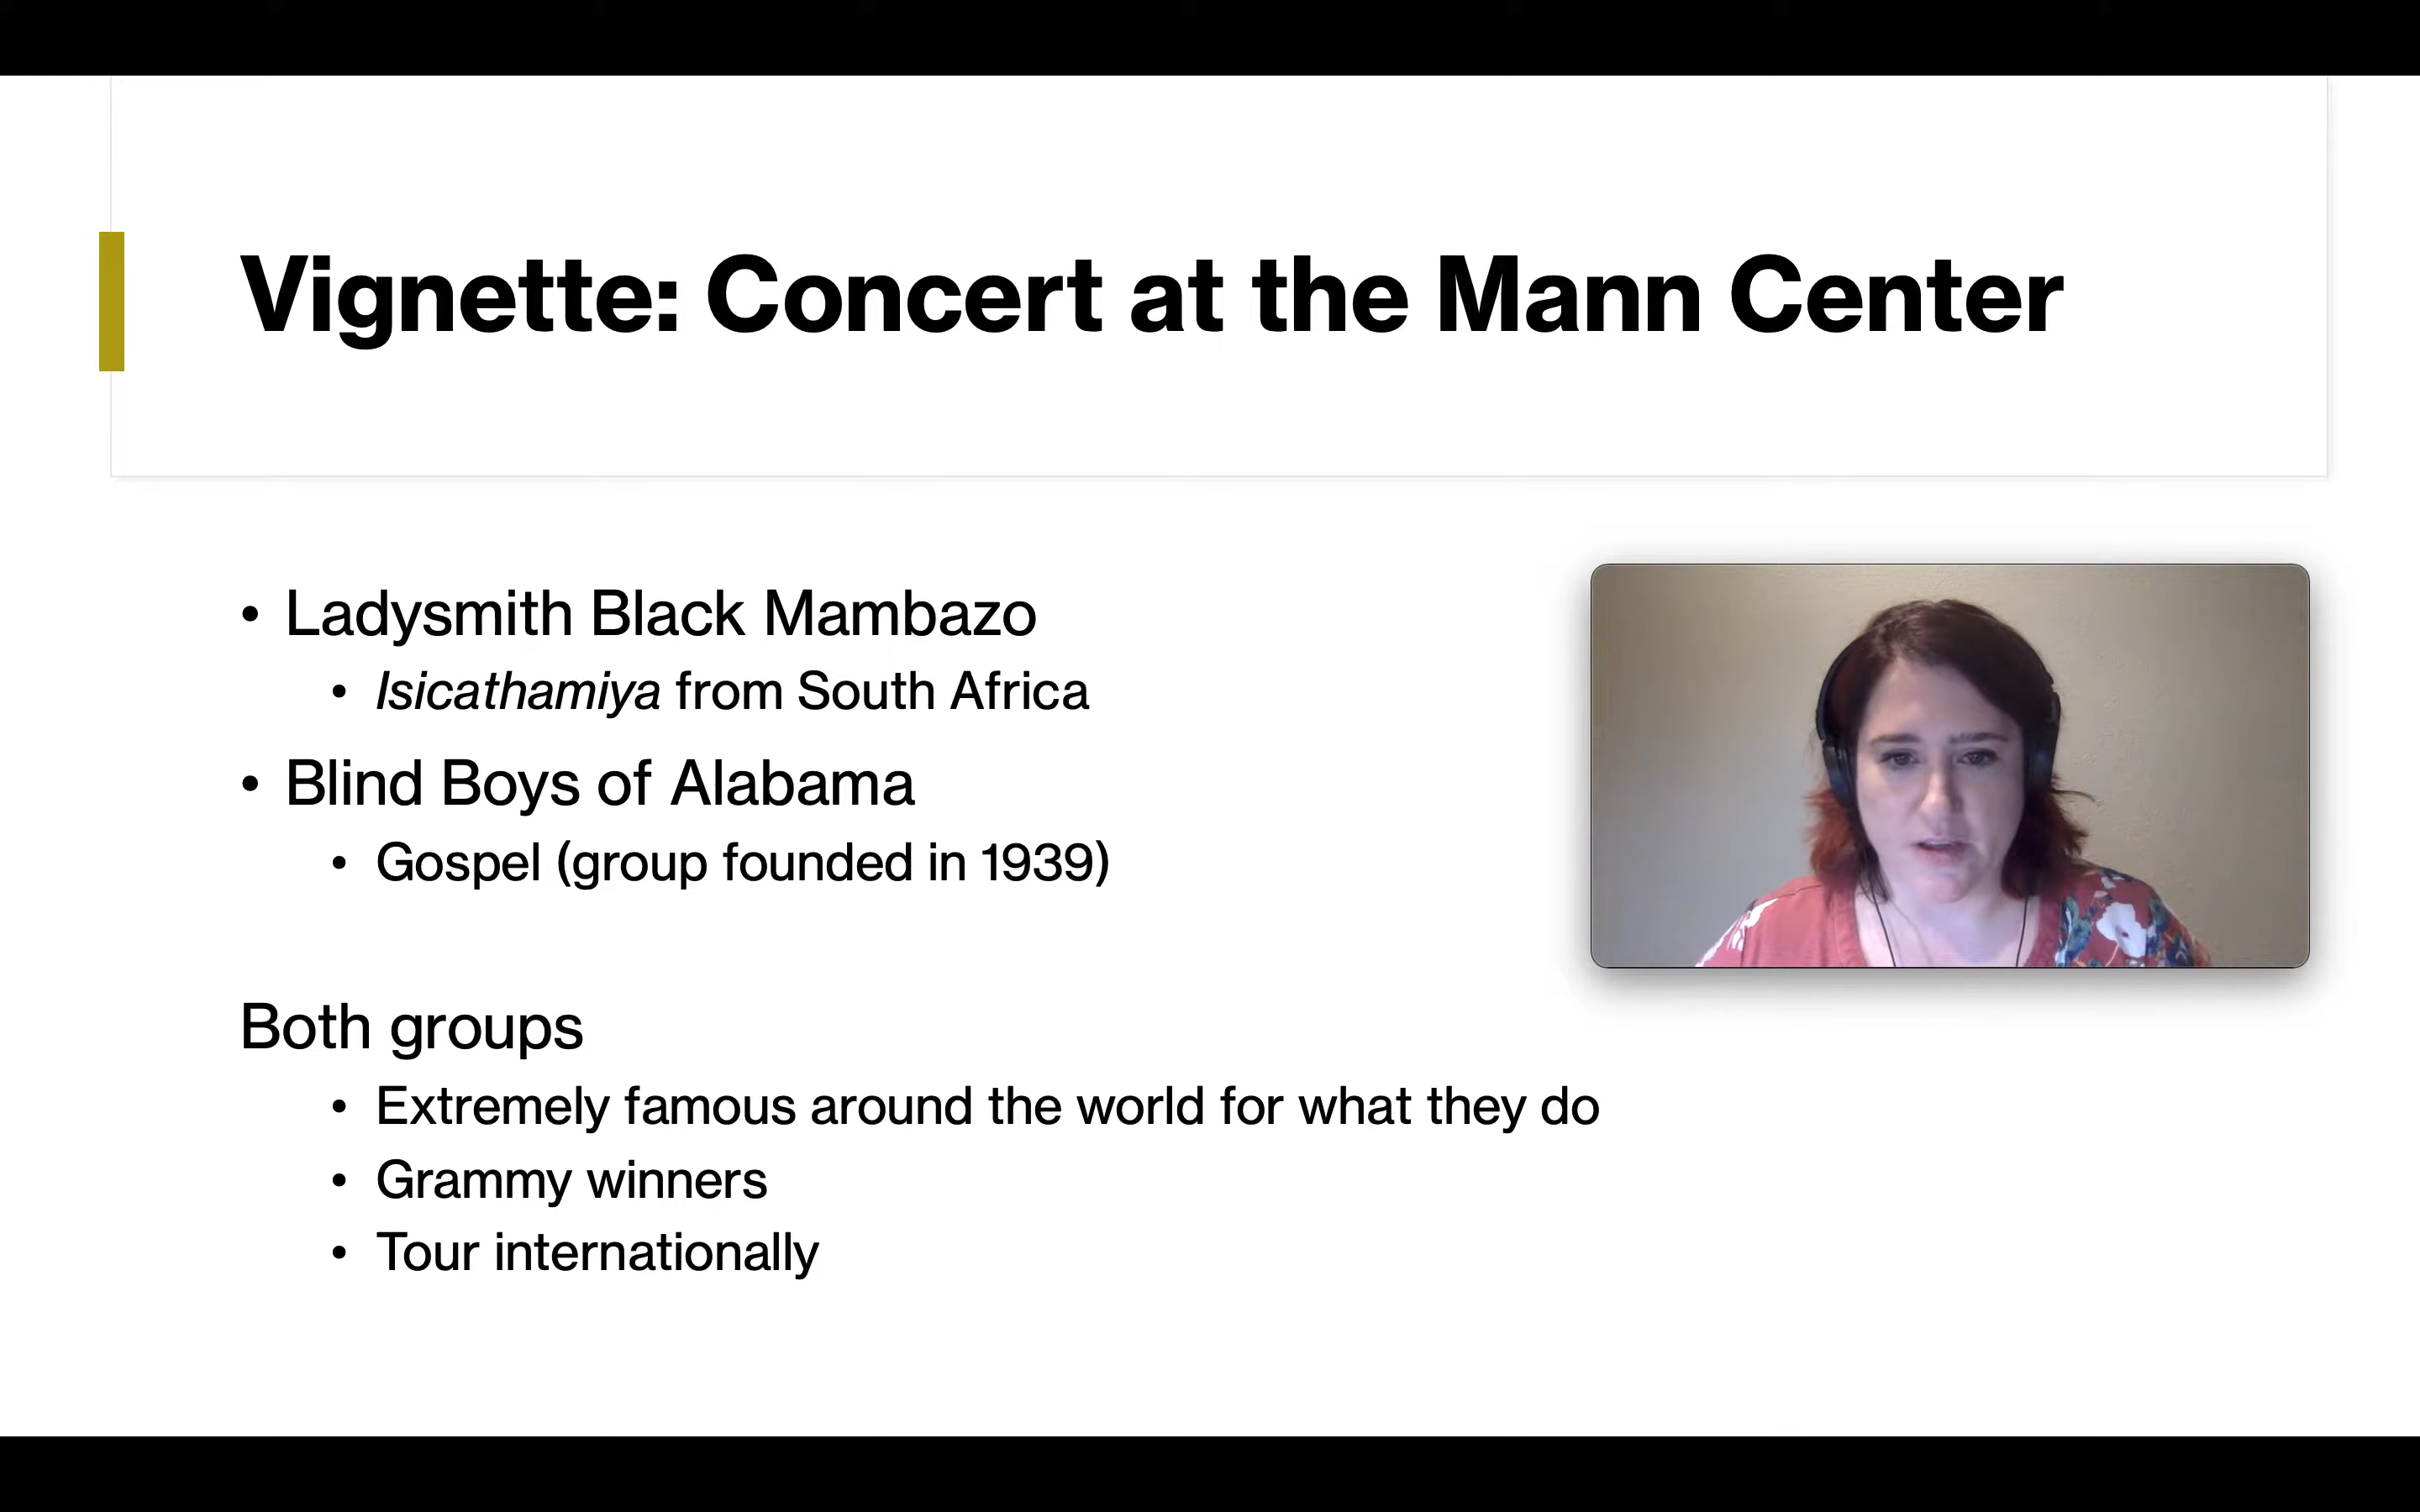 Vignette: Concert at the Mann Center
• Ladysmith Black Mambazo
• Isicathamiya from South Africa
• Blind Boys of Alabama
• Gospel (group founded in 1939)
Both groups
• Extremely famous around the world for what they do
• Grammy winners
• Tour internationally